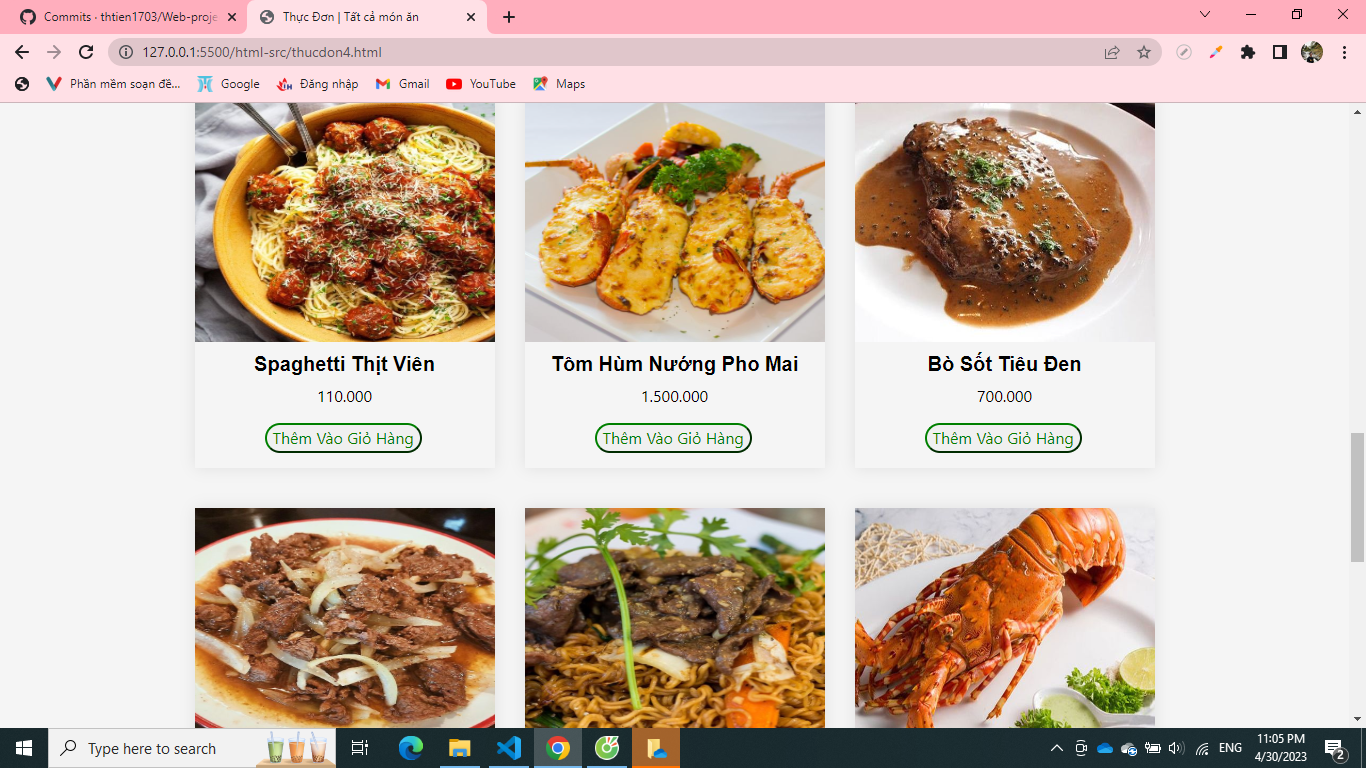 Commits · thtien1703/Web-proje
Thực Đơn | Tất cả món ăn
127.0.0.1:5500/html-src/thucdon4.html
Phần mềm soạn đề...
Google
Đăng nhập
Gmail
YouTube
Maps
Spaghetti Thịt Viên
Tôm Hùm Nướng Pho Mai
Bò Sốt Tiêu Đen
110.000
1.500.000
700.000
Thêm Vào Giỏ Hàng
Thêm Vào Giỏ Hàng
Thêm Vào Giỏ Hàng
Type here to search
ENG
11:05 PM
4/30/2023
2